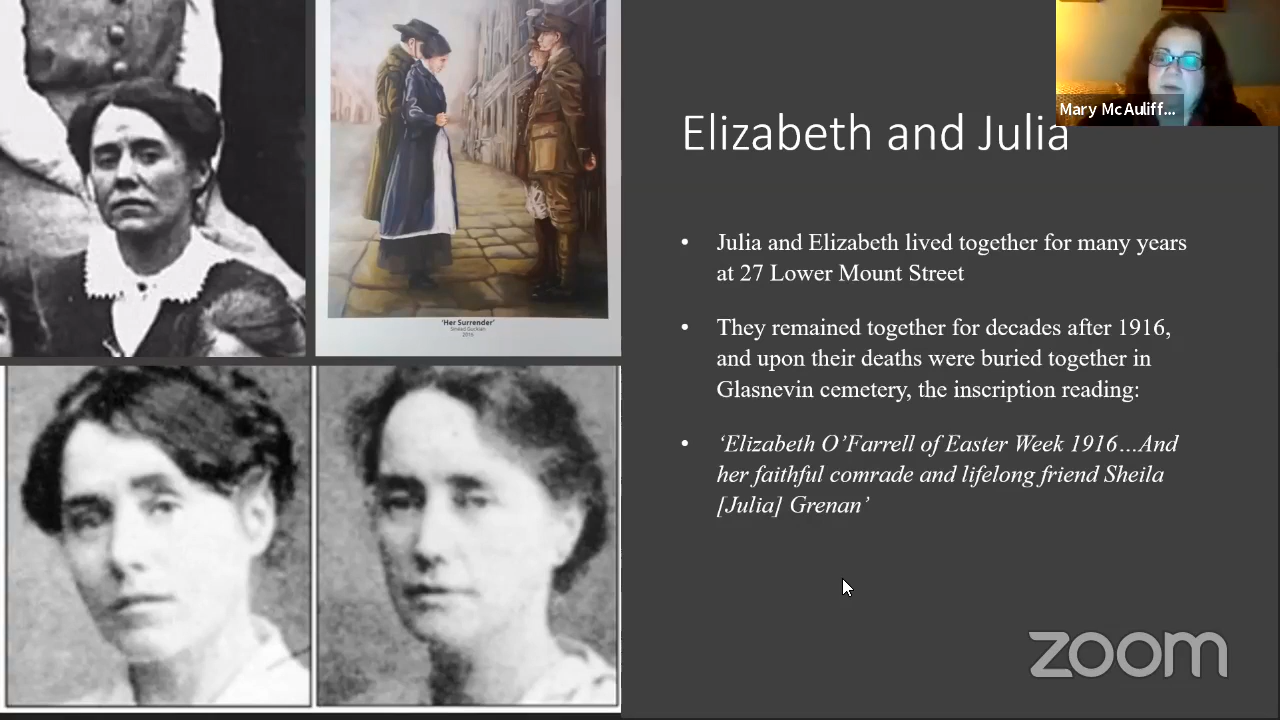 Mary McAuliff...
Elizabeth and Julia
• Julia and Elizabeth lived together for many years
at 27 Lower Mount Street
• They remained together for decades after 1916,
and upon their deaths were buried together in
Glasnevin cemetery, the inscription reading:
• ‘Elizabeth O’Farrell of Easter Week 1916…And
her faithful comrade and lifelong friend Sheila
[Julia] Grenan’
'Her Surrender'
2016
zoom